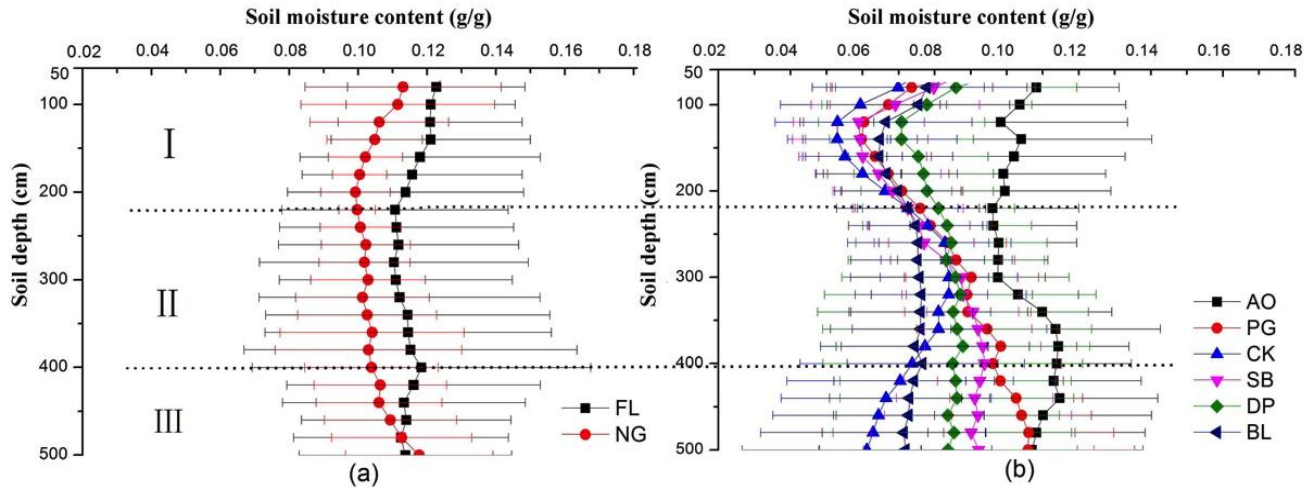 Soil moisture content (g/g)
0.02 0.04 0.06 0.08 0.10 0.12 0.14 0.16 0.18
Soil depth (cm)
50
100
200
300
400
500
I
II
III
FL
NG
(a)
Soil moisture content (g/g)
0.02 0.04 0.06 0.08 0.10 0.12 0.14 0.16 0.18
Soil depth (cm)
50
100
200
300
400
500
AO
PG
CK
SB
DP
BL
(b)